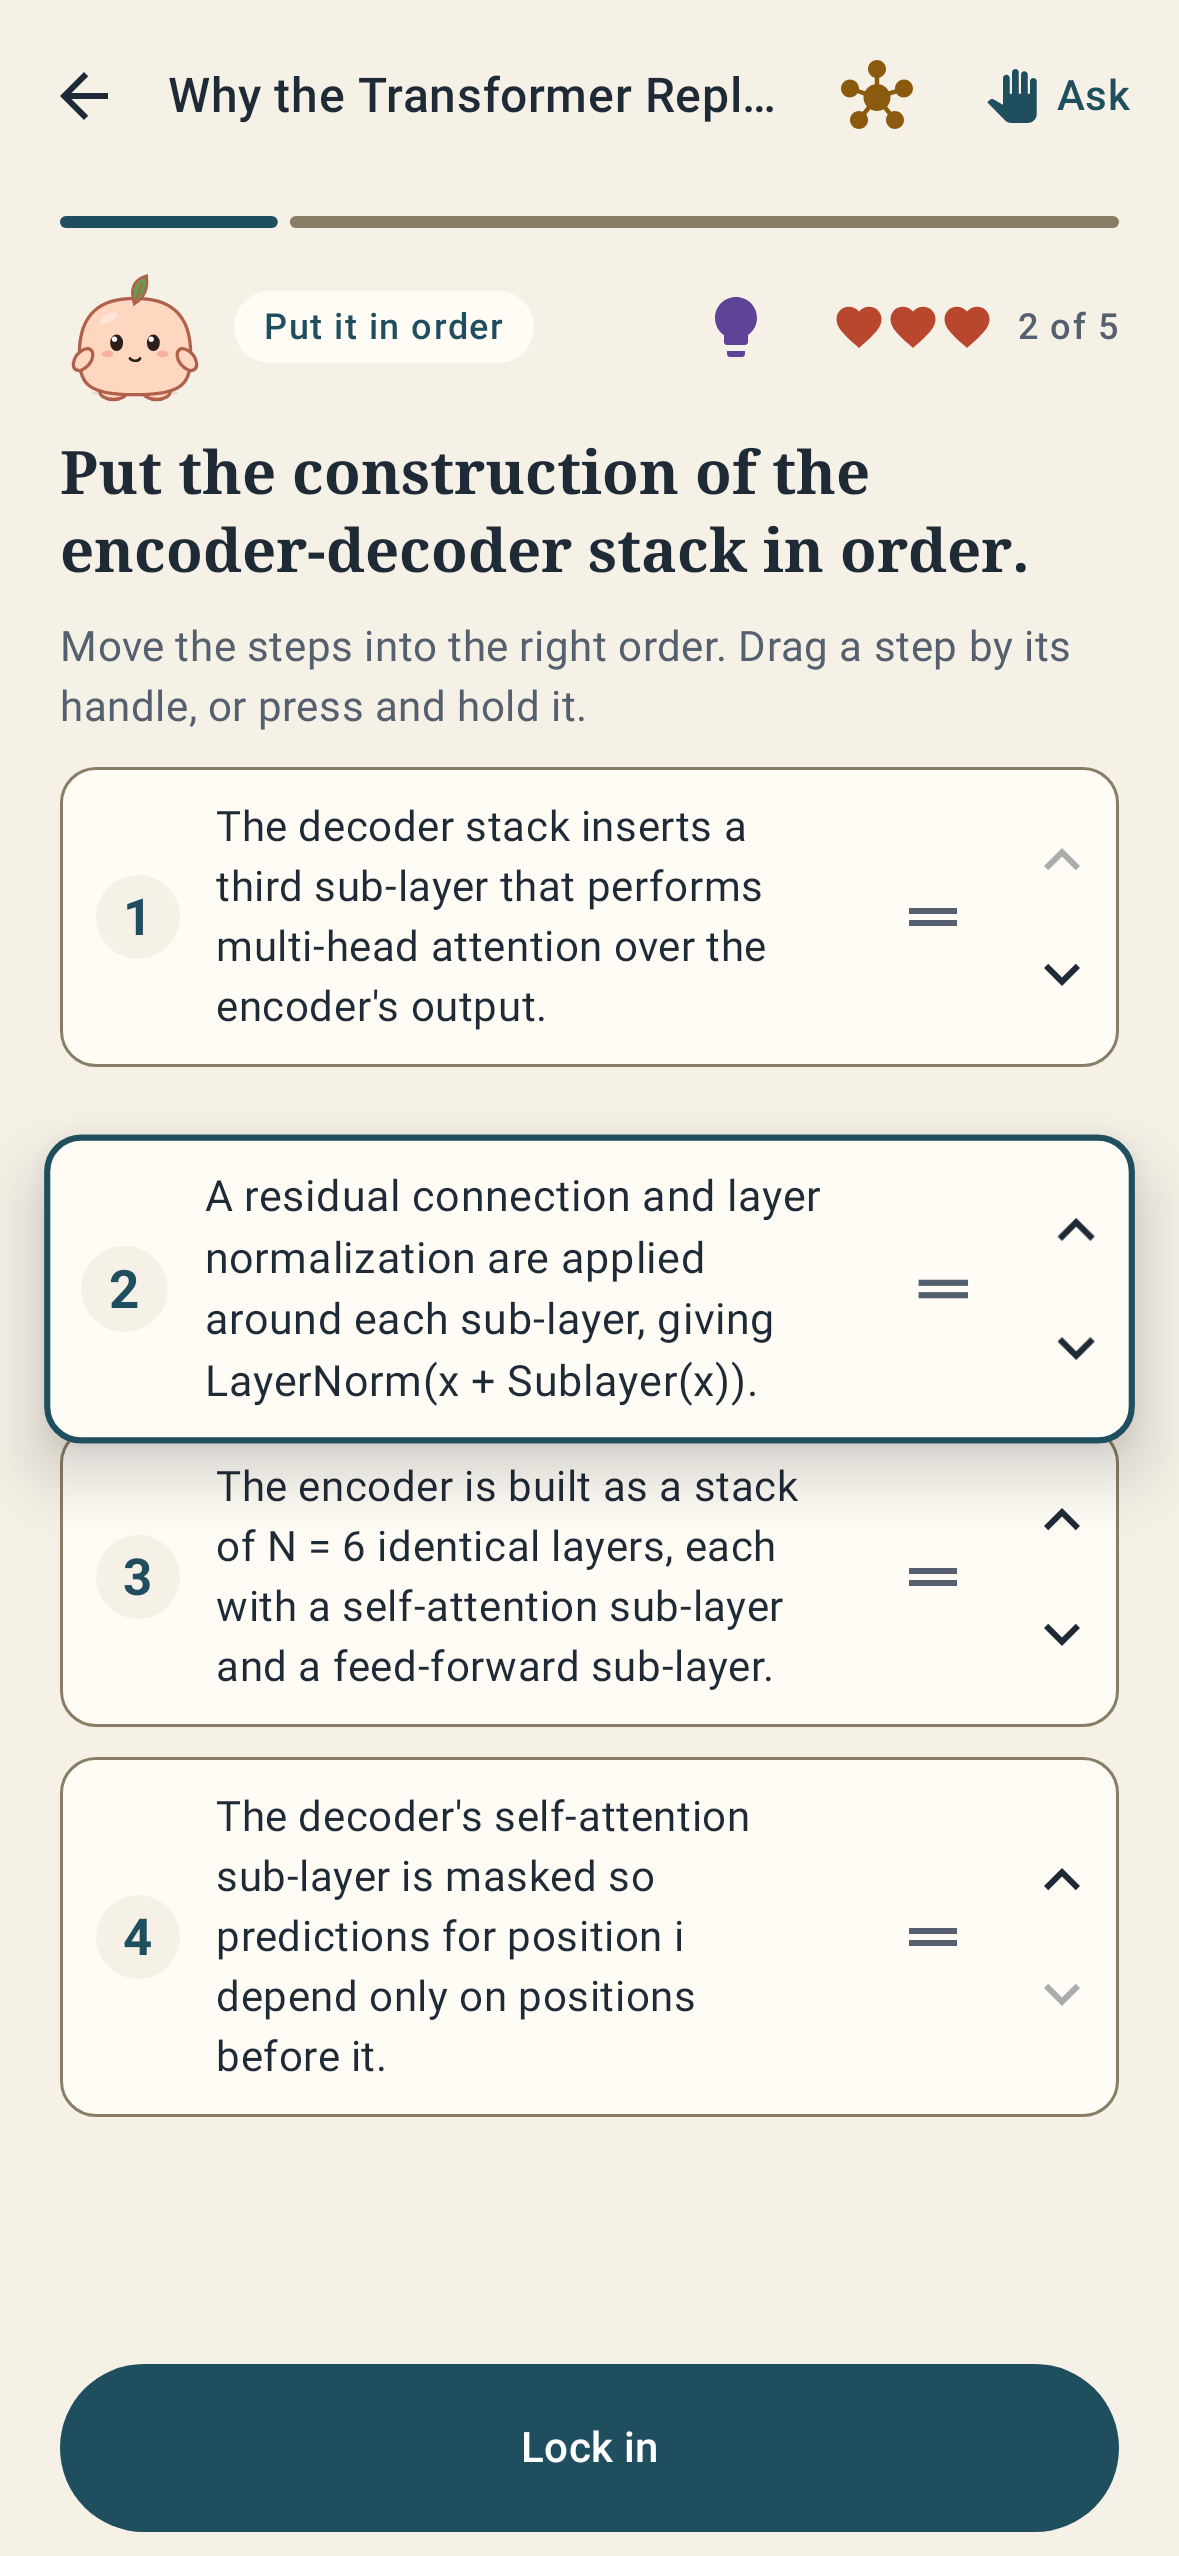 Why the Transformer Repl...
Ask
Put it in order
2 of 5
Put the construction of the
encoder-decoder stack in order.
Move the steps into the right order. Drag a step by its
handle, or press and hold it.
1
The decoder stack inserts a
third sub-layer that performs
multi-head attention over the
encoder's output.
2
A residual connection and layer
normalization are applied
around each sub-layer, giving
LayerNorm(x + Sublayer(x)).
3
The encoder is built as a stack
of N = 6 identical layers, each
with a self-attention sub-layer
and a feed-forward sub-layer.
4
The decoder's self-attention
sub-layer is masked so
predictions for position i
depend only on positions
before it.
Lock in